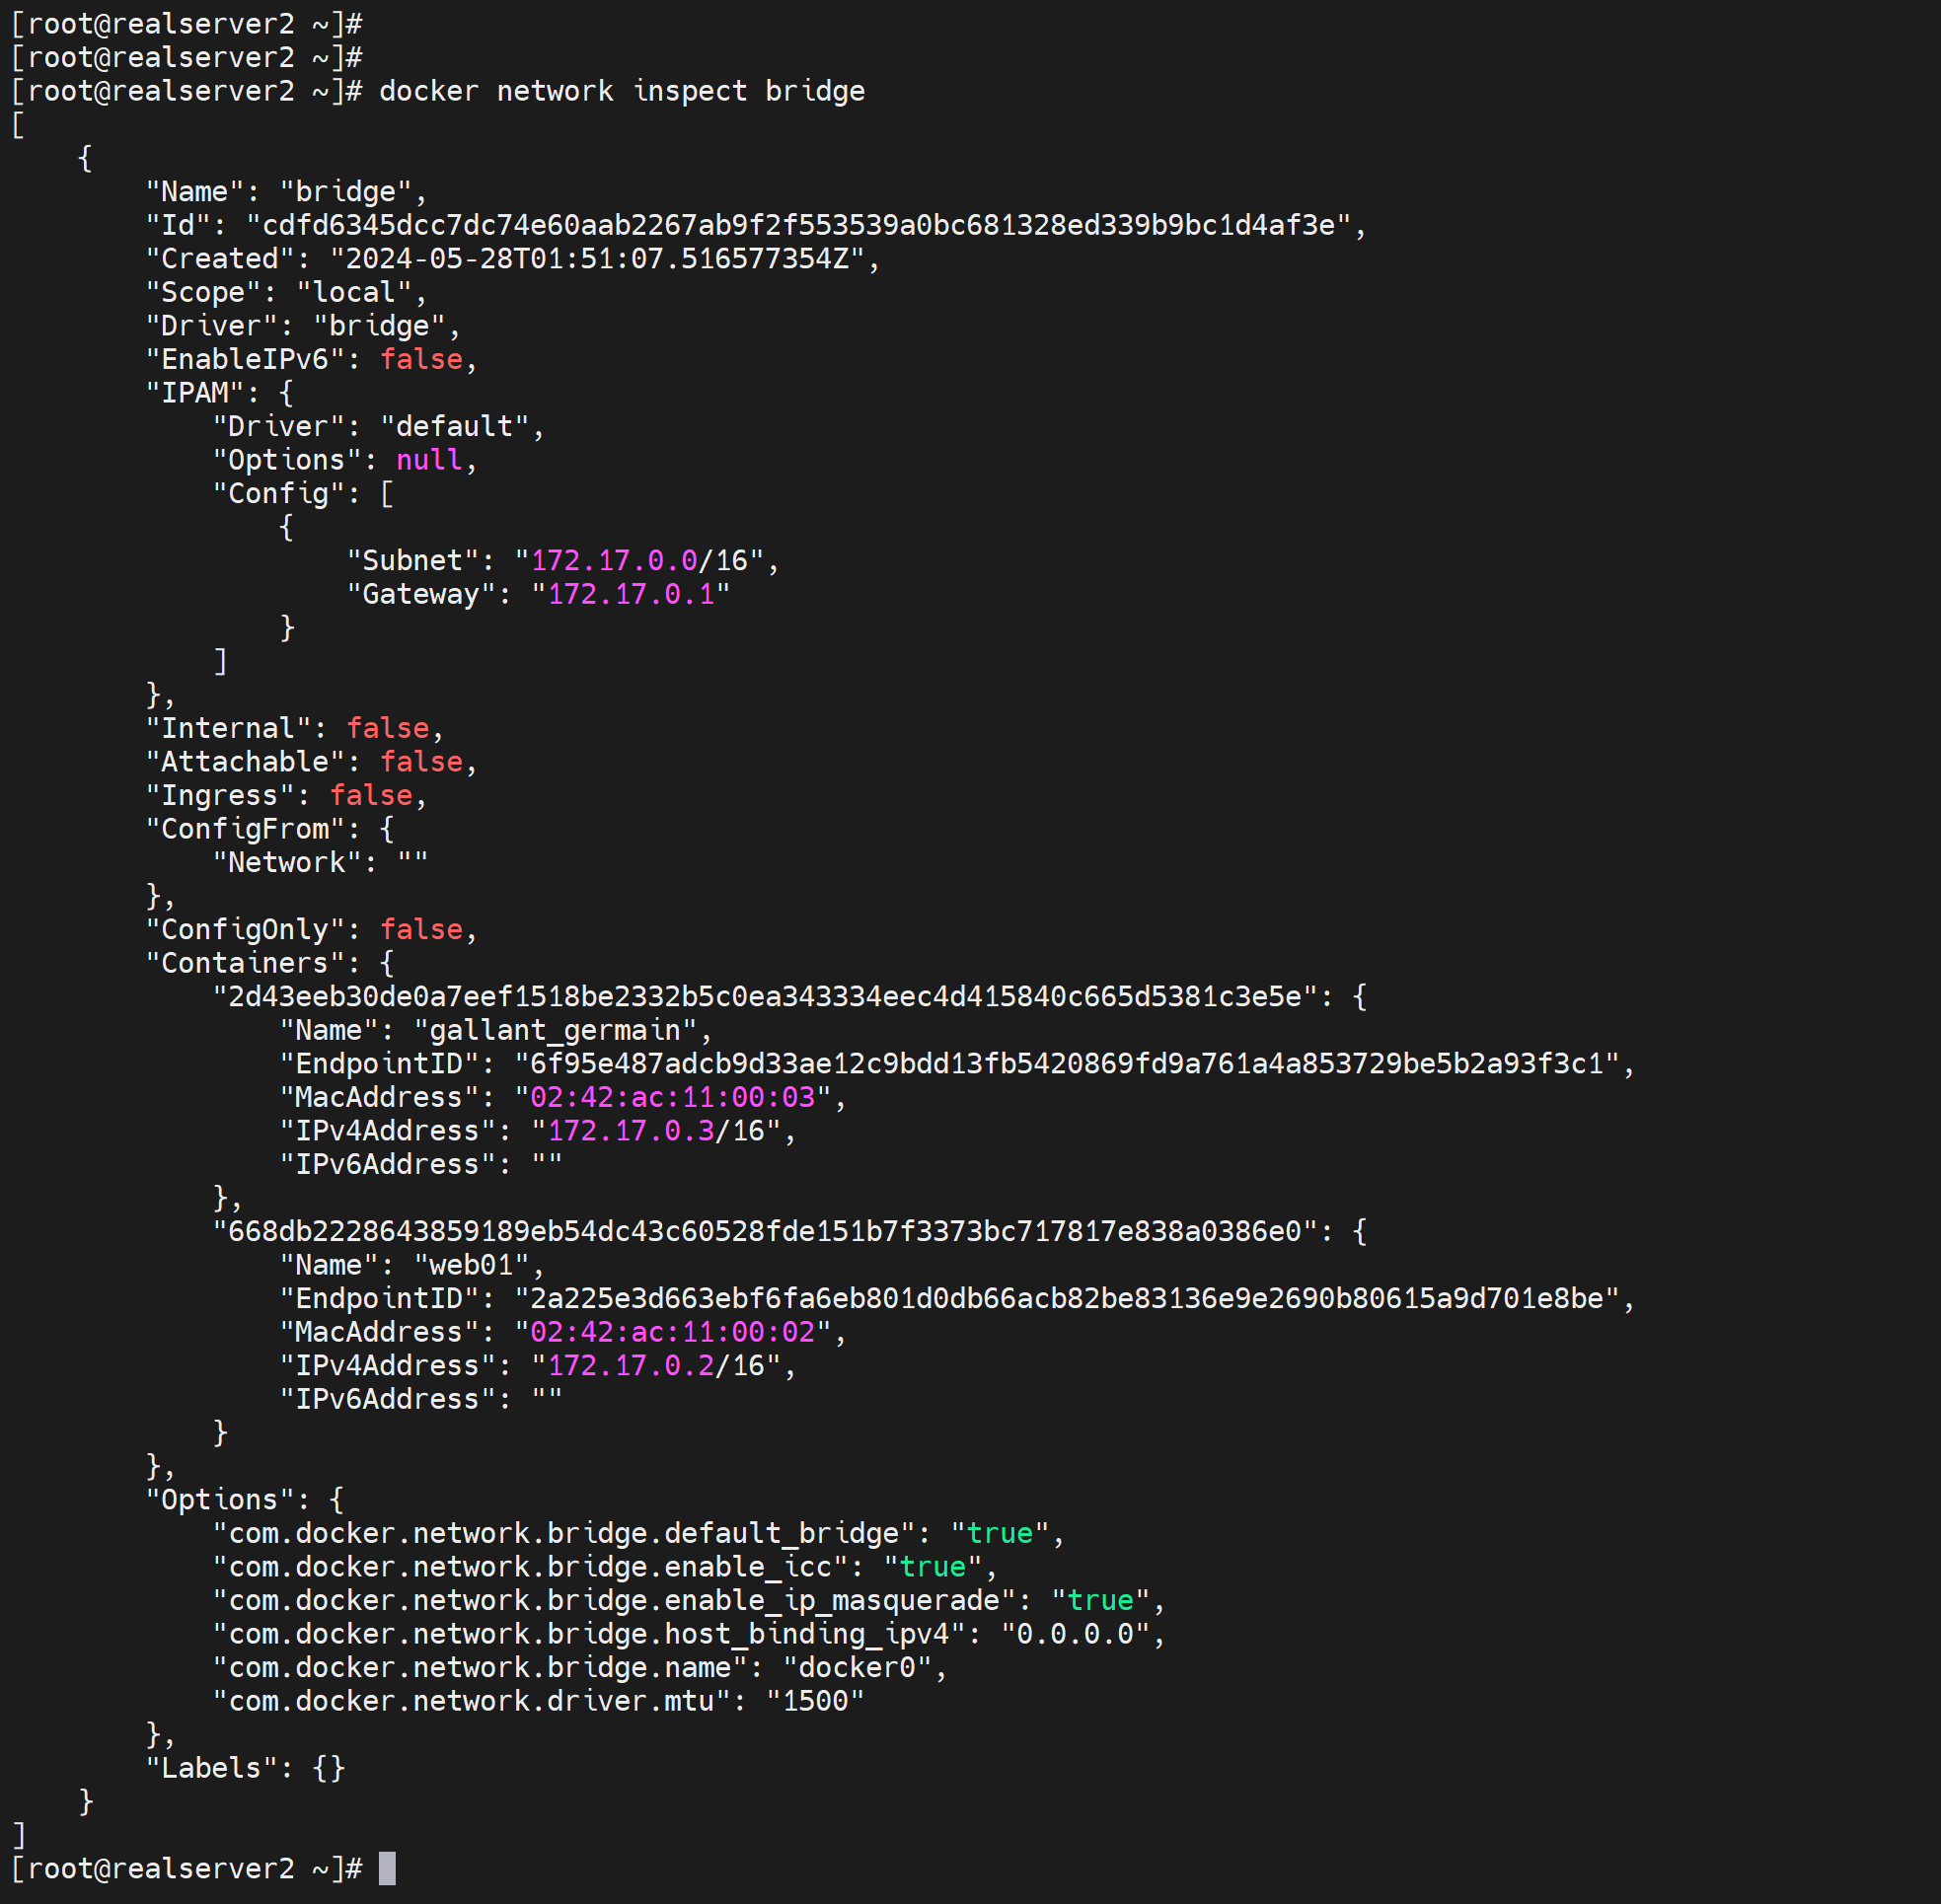 [root@realserver2 ~]#
[root@realserver2 ~]#
[root@realserver2 ~]# docker network inspect bridge
[
    {
        "Name": "bridge",
        "Id": "cdfd6345dcc7dc74e60aab2267ab9f2f553539a0bc681328ed339b9bc1d4af3e",
        "Created": "2024-05-28T01:51:07.516577354Z",
        "Scope": "local",
        "Driver": "bridge",
        "EnableIPv6": false,
        "IPAM": {
            "Driver": "default",
            "Options": null,
            "Config": [
                {
                    "Subnet": "172.17.0.0/16",
                    "Gateway": "172.17.0.1"
                }
            ]
        },
        "Internal": false,
        "Attachable": false,
        "Ingress": false,
        "ConfigFrom": {
            "Network": ""
        },
        "ConfigOnly": false,
        "Containers": {
            "2d43eeb30de0a7eef1518be2332b5c0ea343334eec4d415840c665d5381c3e5e": {
                "Name": "gallant_germain",
                "EndpointID": "6f95e487adcb9d33ae12c9bdd13fb5420869fd9a761a4a853729be5b2a93f3c1",
                "MacAddress": "02:42:ac:11:00:03",
                "IPv4Address": "172.17.0.3/16",
                "IPv6Address": ""
            },
            "668db2228643859189eb54dc43c60528fde151b7f3373bc717817e838a0386e0": {
                "Name": "web01",
                "EndpointID": "2a225e3d663ebf6fa6eb801d0db66acb82be83136e9e2690b80615a9d701e8be",
                "MacAddress": "02:42:ac:11:00:02",
                "IPv4Address": "172.17.0.2/16",
                "IPv6Address": ""
            }
        },
        "Options": {
            "com.docker.network.bridge.default_bridge": "true",
            "com.docker.network.bridge.enable_icc": "true",
            "com.docker.network.bridge.enable_ip_masquerade": "true",
            "com.docker.network.bridge.host_binding_ipv4": "0.0.0.0",
            "com.docker.network.bridge.name": "docker0",
            "com.docker.network.driver.mtu": "1500"
        },
        "Labels": {}
    }
]
[root@realserver2 ~]#